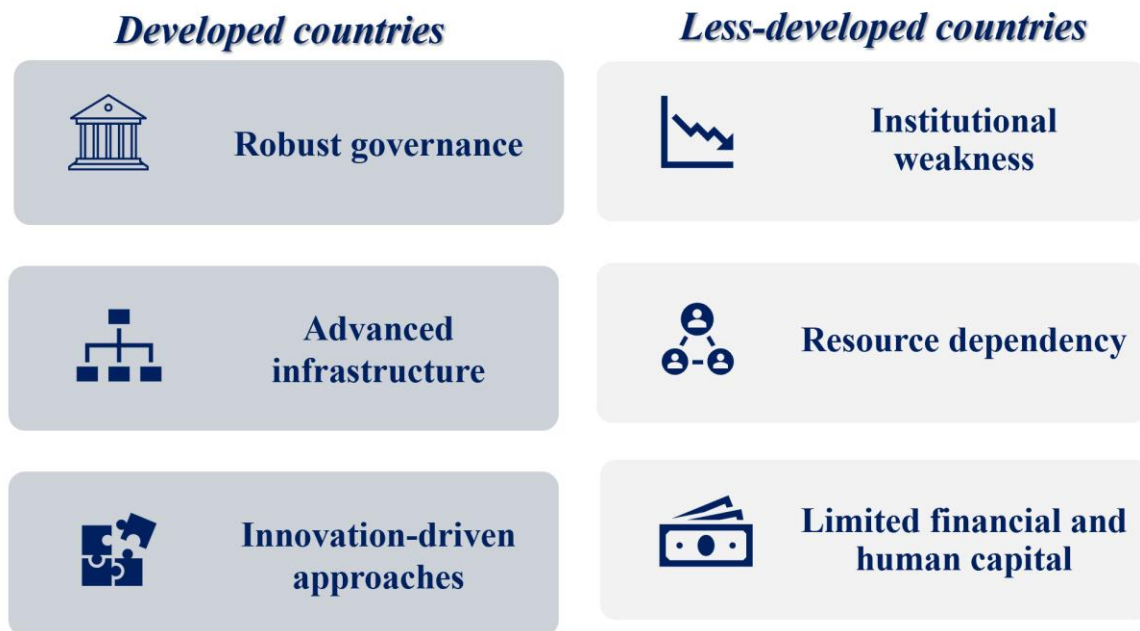 Developed countries
Robust governance
Advanced
infrastructure
Innovation-driven
approaches
Less-developed countries
Institutional
weakness
Resource dependency
Limited financial and
human capital